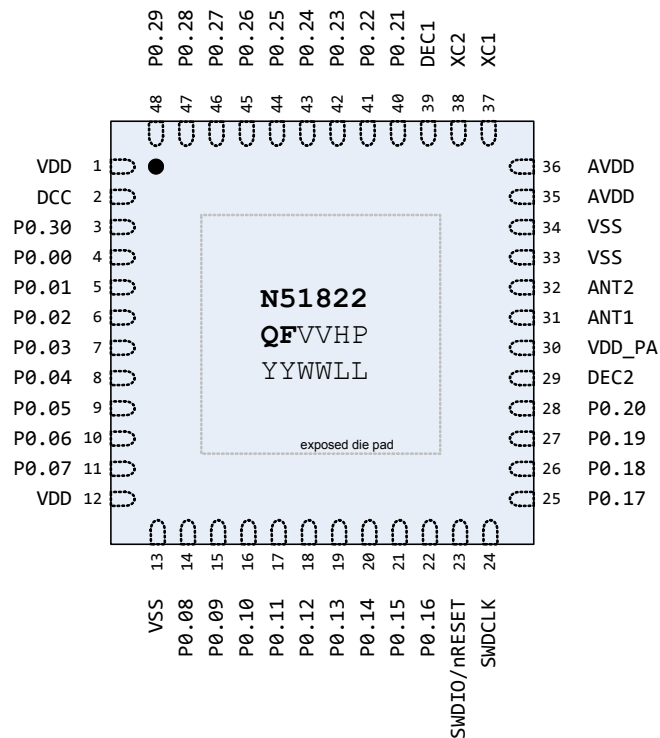 P0.29
P0.28
P0.27
P0.26
P0.25
P0.24
P0.23
P0.22
P0.21
DEC1
XC2
XC1
48
47
46
45
44
43
42
41
40
39
38
37
VDD 1
DCC 2
P0.30 3
P0.00 4
P0.01 5
P0.02 6
P0.03 7
P0.04 8
P0.05 9
P0.06 10
P0.07 11
VDD 12
N51822
QFVVHP
YYWWLL
exposed die pad
36 AVDD
35 AVDD
34 VSS
33 VSS
32 ANT2
31 ANT1
30 VDD_PA
29 DEC2
28 P0.20
27 P0.19
26 P0.18
25 P0.17
13
14
15
16
17
18
19
20
21
22
23
24
VSS
P0.08
P0.09
P0.10
P0.11
P0.12
P0.13
P0.14
P0.15
P0.16
SWDIO/nRESET
SWDCLK